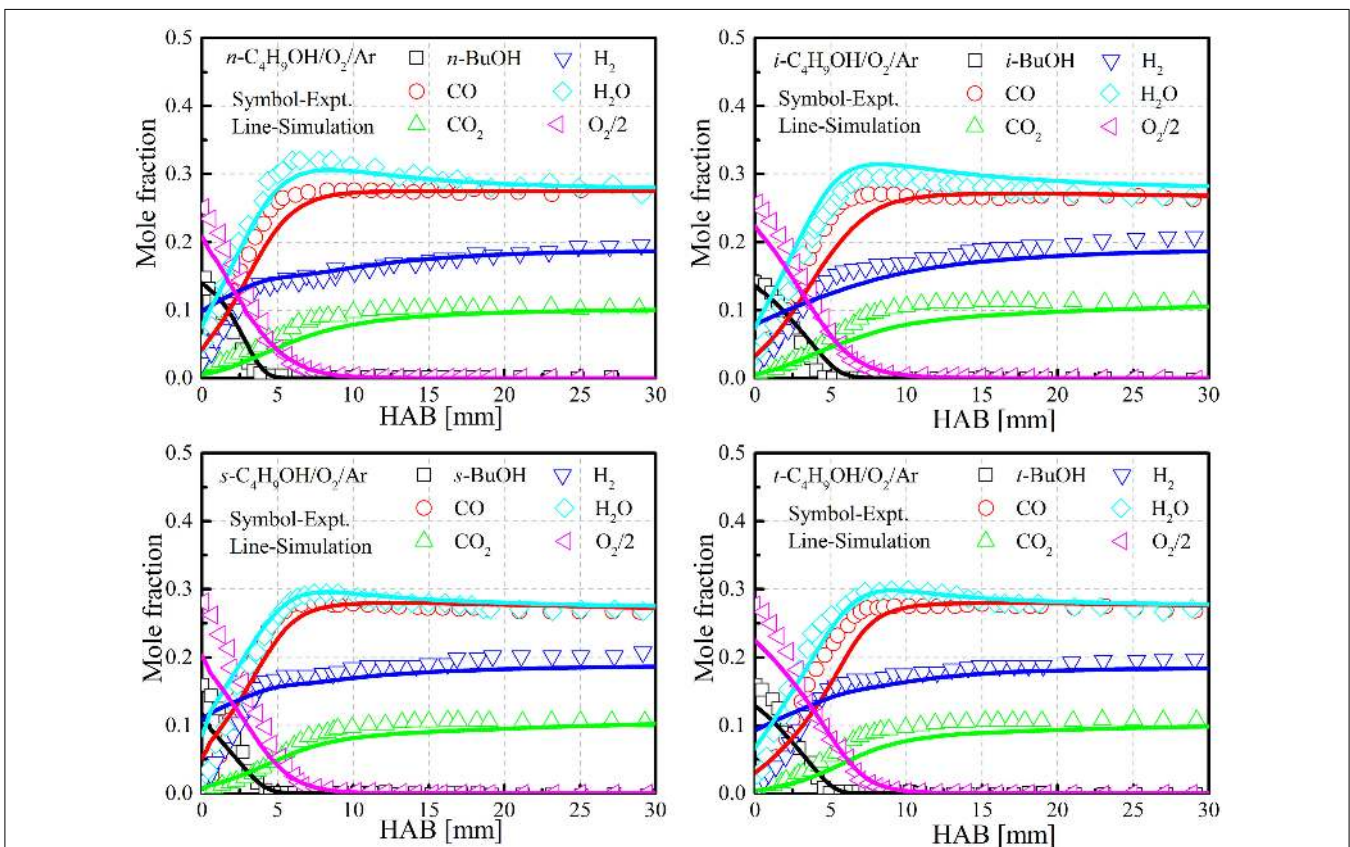 0.5
n-C4H9OH/O2/Ar n-BuOH H2
0.4
Symbol-Expt. CO H2O
Line-Simulation CO2 O2/2
0.3
0.2
0.1
0.0
Mole fraction
0 5 10 15 20 25 30
HAB [mm]
0.5
i-C4H9OH/O2/Ar i-BuOH H2
0.4
Symbol-Expt. CO H2O
Line-Simulation CO2 O2/2
0.3
0.2
0.1
0.0
Mole fraction
0 5 10 15 20 25 30
HAB [mm]
0.5
s-C4H9OH/O2/Ar s-BuOH H2
0.4
Symbol-Expt. CO H2O
Line-Simulation CO2 O2/2
0.3
0.2
0.1
0.0
Mole fraction
0 5 10 15 20 25 30
HAB [mm]
0.5
t-C4H9OH/O2/Ar t-BuOH H2
0.4
Symbol-Expt. CO H2O
Line-Simulation CO2 O2/2
0.3
0.2
0.1
0.0
Mole fraction
0 5 10 15 20 25 30
HAB [mm]